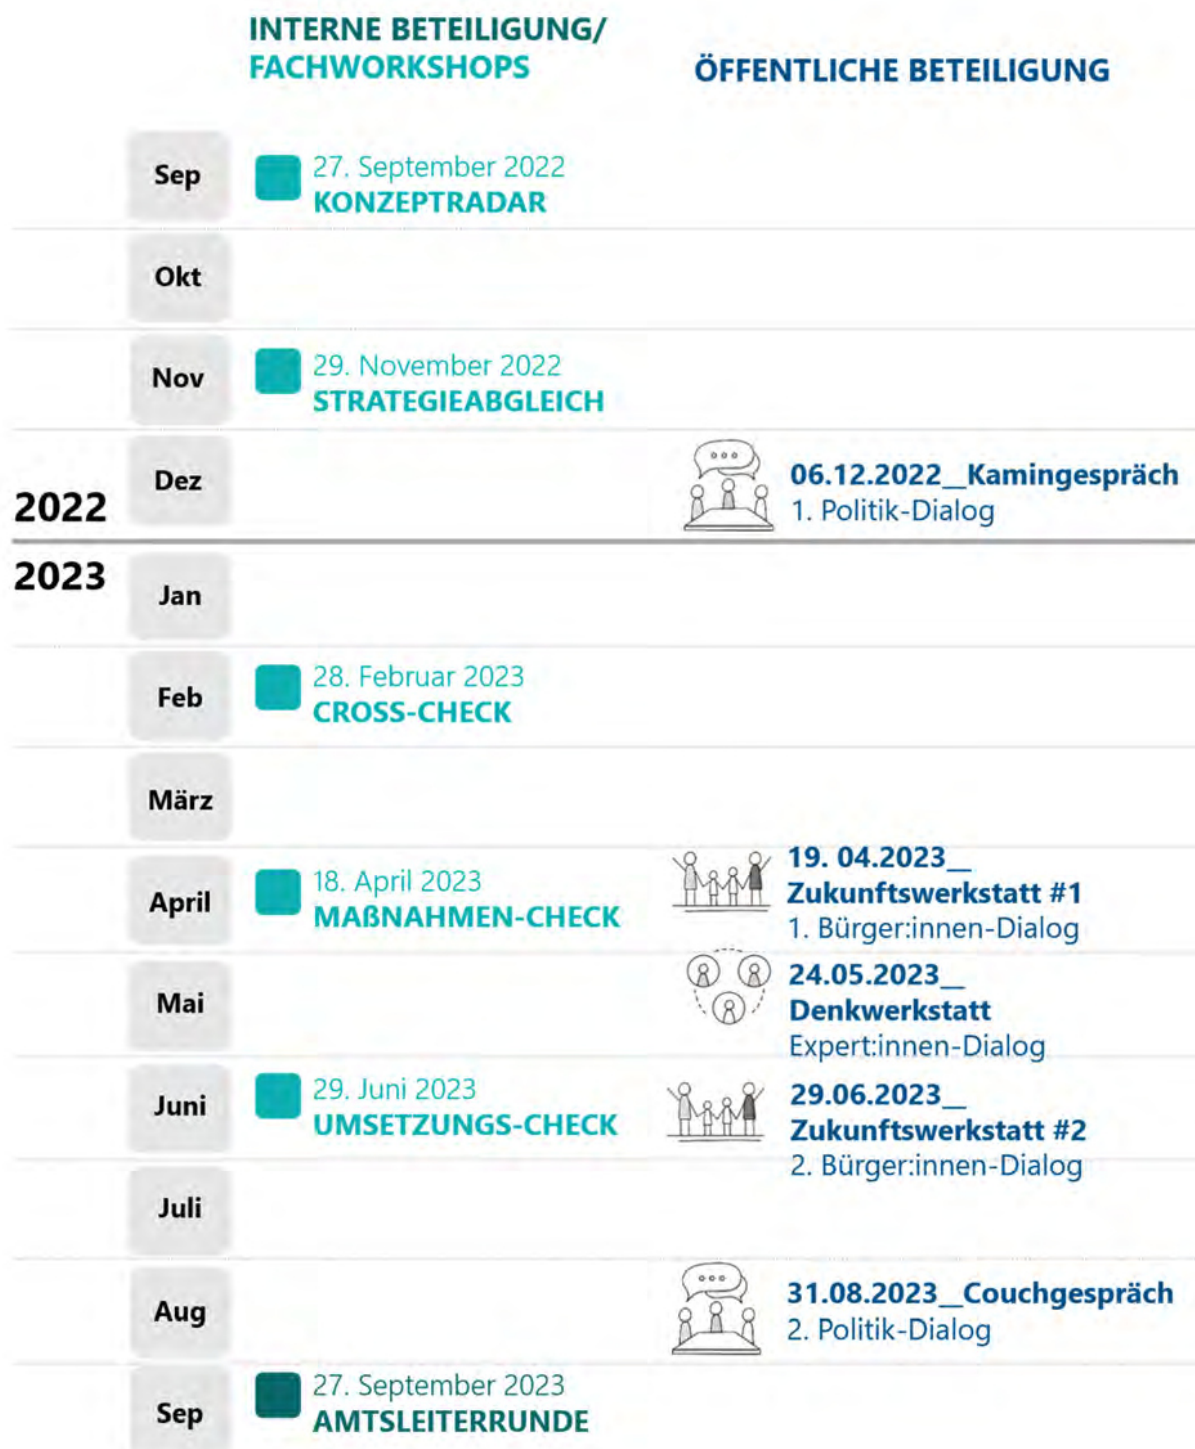 INTERNE BETEILIGUNG/
FACHWORKSHOPS
ÖFFENTLICHE BETEILIGUNG
Sep
27. September 2022
KONZEPTRADAR
Okt
Nov
29. November 2022
STRATEGIEABGLEICH
Dez
06.12.2022_Kamingespräch
1. Politik-Dialog
2022
2023
Jan
Feb
28. Februar 2023
CROSS-CHECK
März
April
18. April 2023
MAßNAHMEN-CHECK
19. 04.2023_
Zukunftswerkstatt #1
1. Bürger:innen-Dialog
Mai
24.05.2023_
Denkwerkstatt
Expert:innen-Dialog
Juni
29. Juni 2023
UMSETZUNGS-CHECK
29.06.2023_
Zukunftswerkstatt #2
2. Bürger:innen-Dialog
Juli
Aug
31.08.2023_Couchgespräch
2. Politik-Dialog
Sep
27. September 2023
AMTSLEITERRUNDE